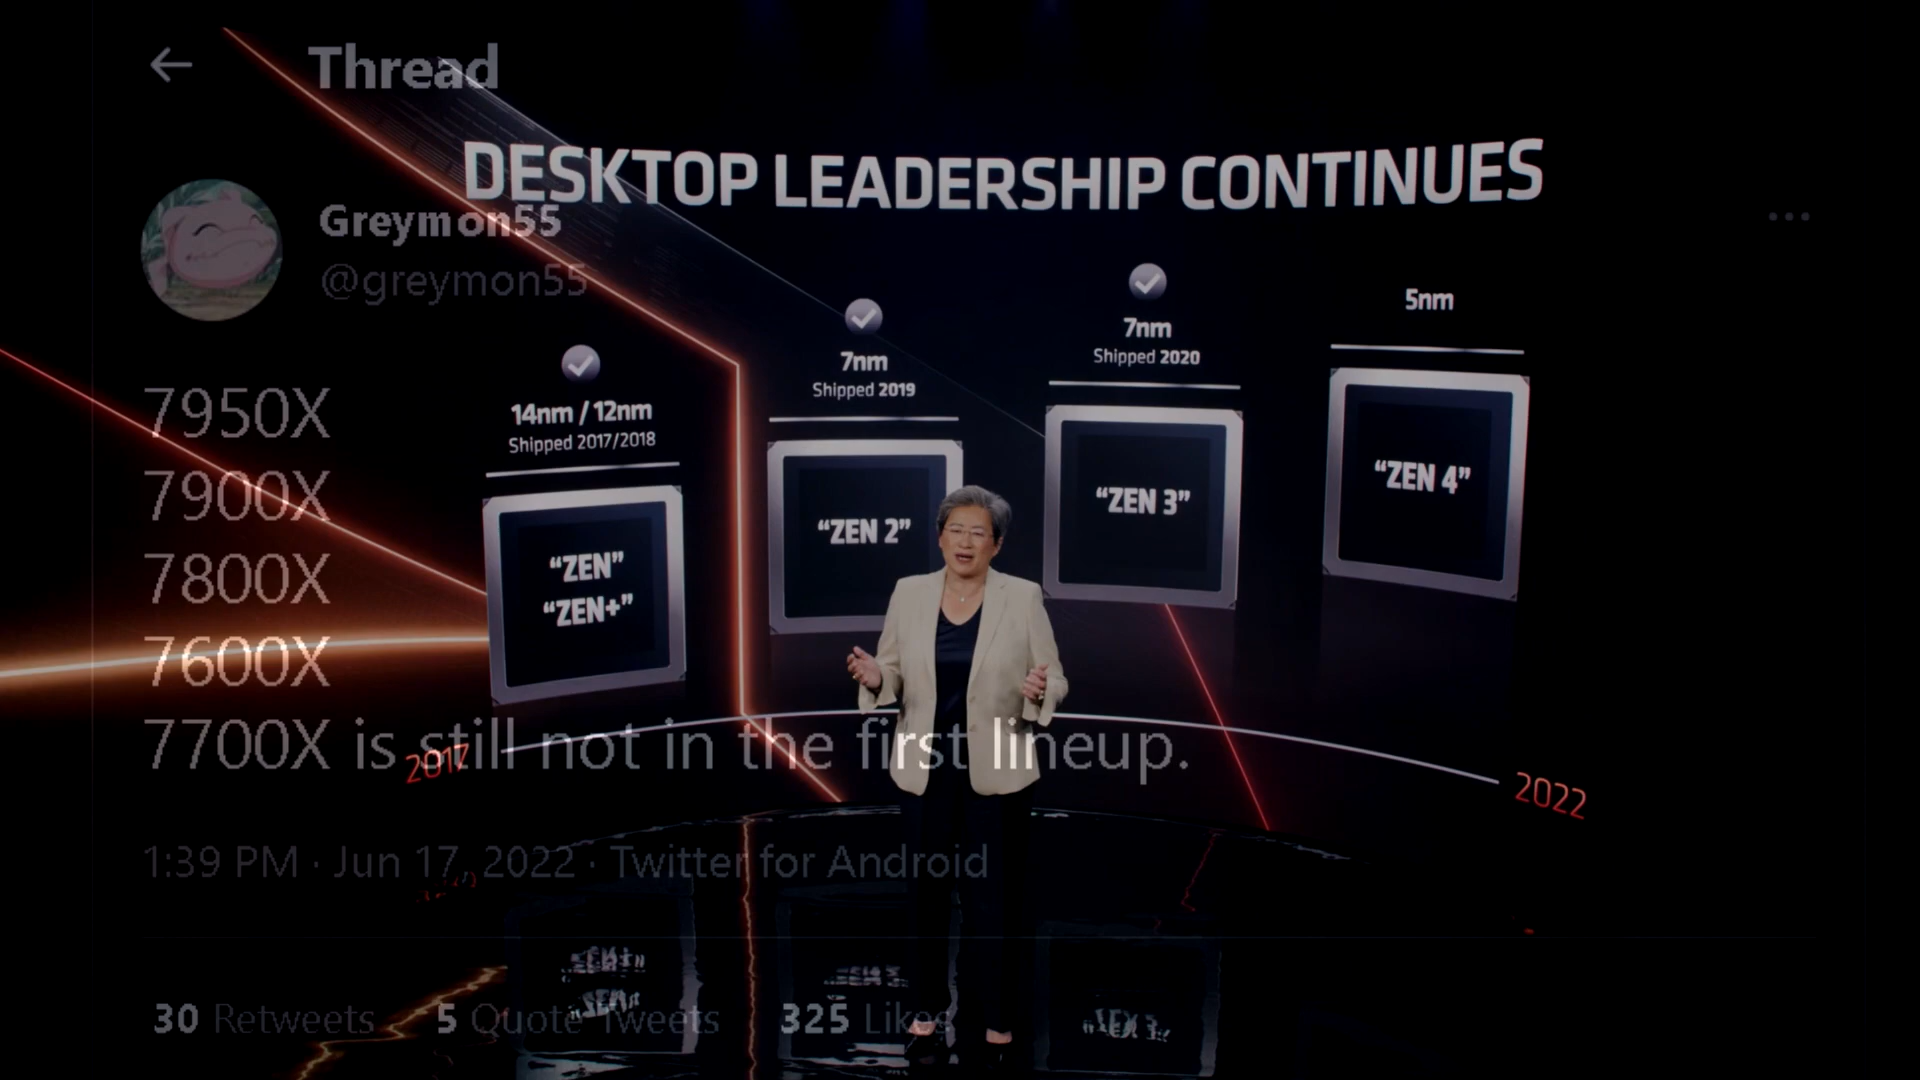 Thread
DESKTOP LEADERSHIP CONTINUES
Greymon55
@greymon55
14nm / 12nm
Shipped 2017/2018
"ZEN"
"ZEN+"
7nm
Shipped 2019
"ZEN 2"
7nm
Shipped 2020
"ZEN 3"
5nm
"ZEN 4"
2017
2022
7950X
7900X
7800X
7600X
7700X is still not in the first lineup.
1:39 PM · Jun 17, 2022 · Twitter for Android
30 Retweets 5 Quote Tweets 325 Likes